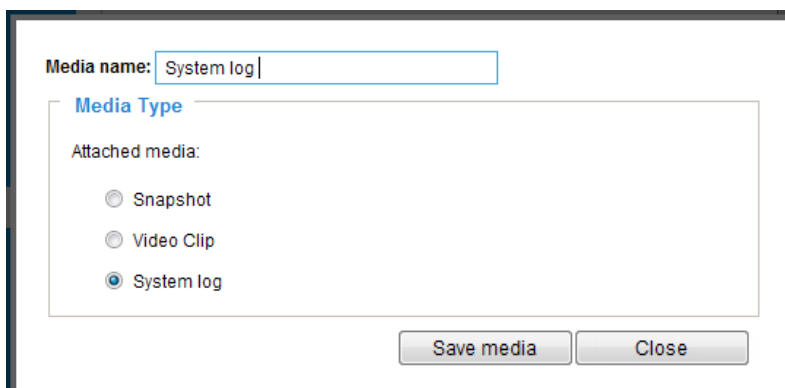 Media name: System log
Media Type
Attached media:
Snapshot
Video Clip
System log
Save media Close